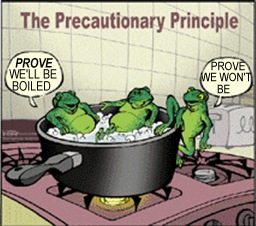 The Precautionary Principle
PROVE
WE'LL BE
BOILED
PROVE
WE WON'T
BE